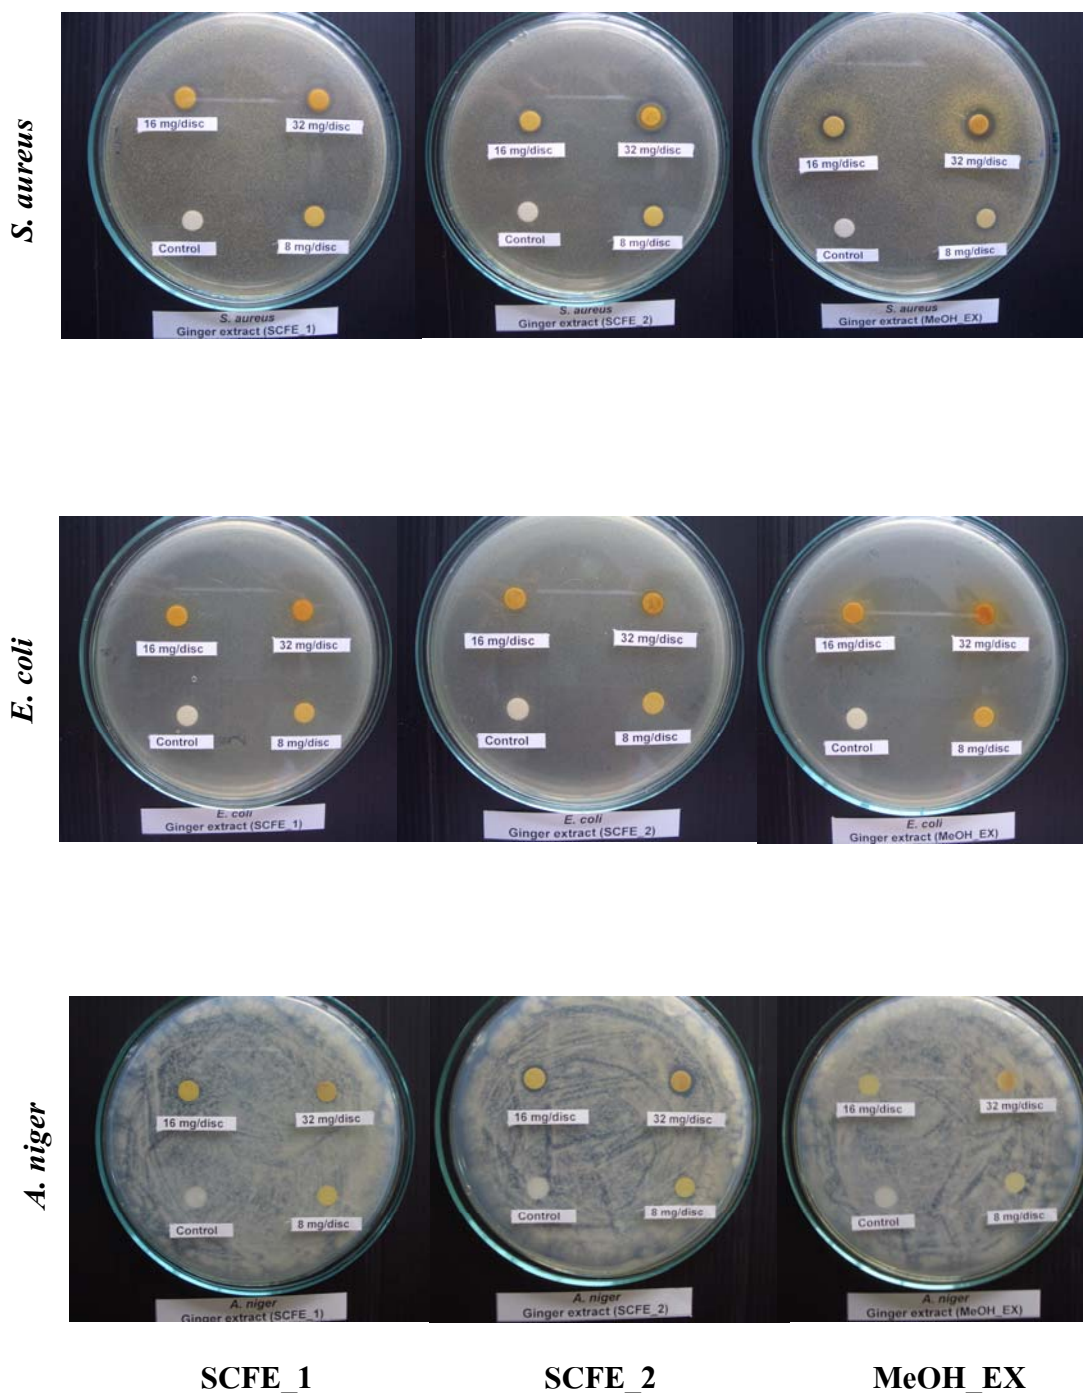 S. aureus
16 mg/disc
32 mg/disc
Control
8 mg/disc
S. aureus
Ginger extract (SCFE_1)
16 mg/disc
32 mg/disc
Control
8 mg/disc
S. aureus
Ginger extract (SCFE_2)
16 mg/disc
32 mg/disc
Control
8 mg/disc
S. aureus
Ginger extract (MeOH_EX)
E. coli
16 mg/disc
32 mg/disc
Control
8 mg/disc
E. coli
Ginger extract (SCFE_1)
16 mg/disc
32 mg/disc
Control
8 mg/disc
E. coli
Ginger extract (SCFE_2)
16 mg/disc
32 mg/disc
Control
8 mg/disc
E. coli
Ginger extract (MeOH_EX)
A. niger
16 mg/disc
32 mg/disc
Control
8 mg/disc
A. niger
Ginger extract (SCFE_1)
16 mg/disc
32 mg/disc
Control
8 mg/disc
A. niger
Ginger extract (SCFE_2)
16 mg/disc
32 mg/disc
Control
8 mg/disc
A. niger
Ginger extract (MeOH_EX)
SCFE_1
SCFE_2
MeOH_EX